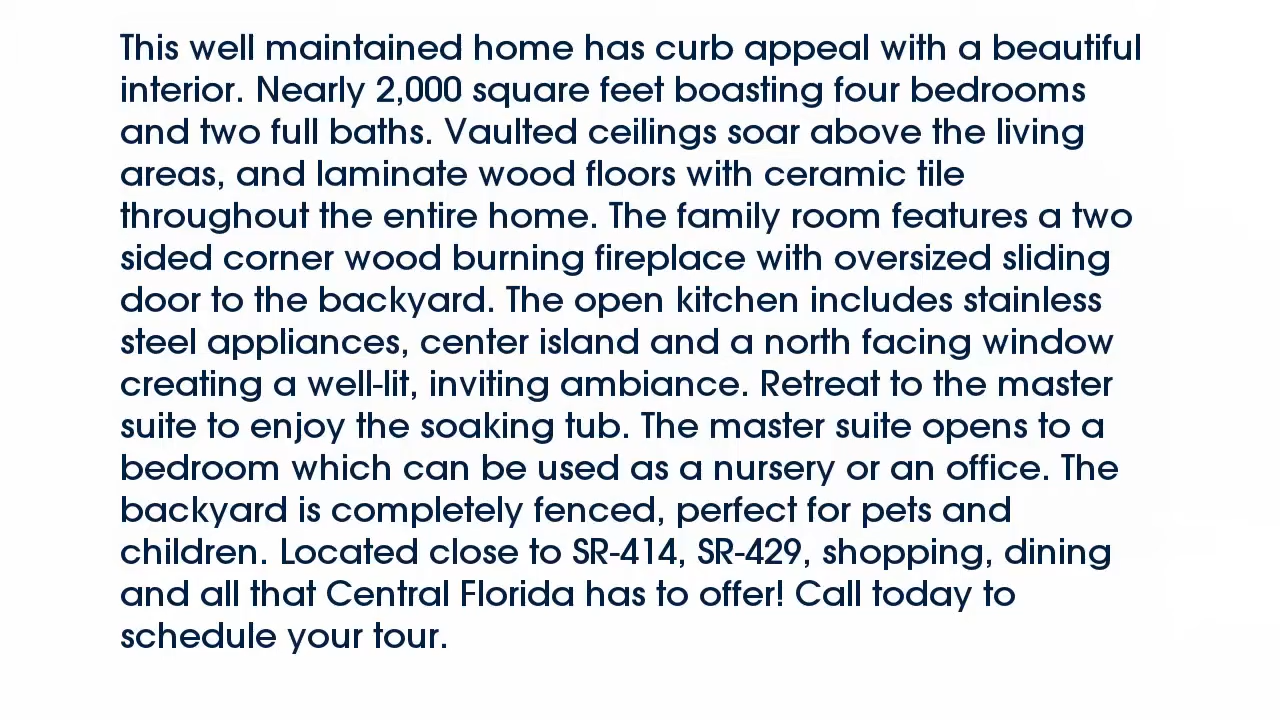 This well maintained home has curb appeal with a beautiful
interior. Nearly 2,000 square feet boasting four bedrooms
and two full baths. Vaulted ceilings soar above the living
areas, and laminate wood floors with ceramic tile
throughout the entire home. The family room features a two
sided corner wood burning fireplace with oversized sliding
door to the backyard. The open kitchen includes stainless
steel appliances, center island and a north facing window
creating a well-lit, inviting ambiance. Retreat to the master
suite to enjoy the soaking tub. The master suite opens to a
bedroom which can be used as a nursery or an office. The
backyard is completely fenced, perfect for pets and
children. Located close to SR-414, SR-429, shopping, dining
and all that Central Florida has to offer! Call today to
schedule your tour.